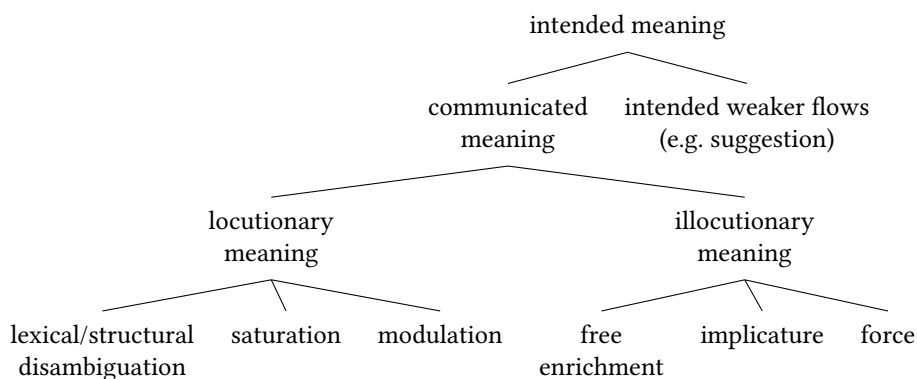 intended meaning
communicated
meaning
intended weaker flows
(e.g. suggestion)
locutionary
meaning
illocutionary
meaning
lexical/structural
disambiguation
saturation
modulation
free
enrichment
implicature
force